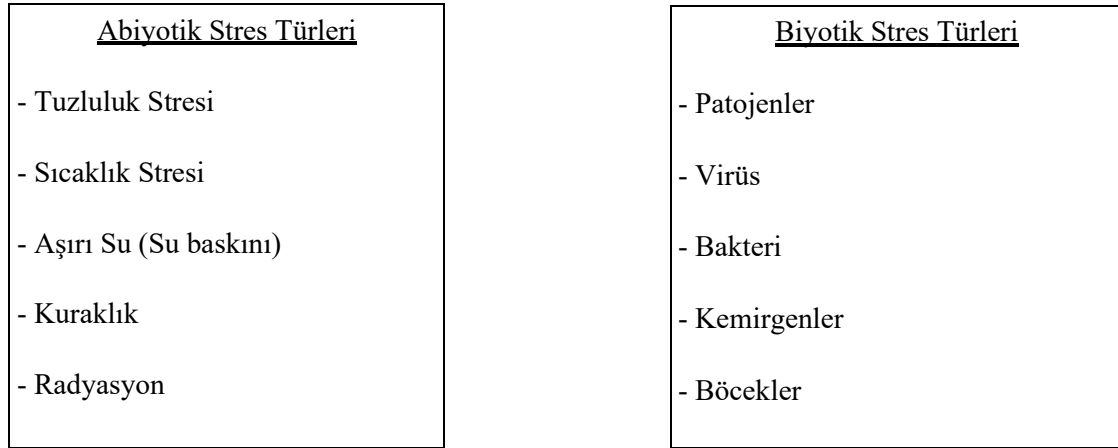 Abiyotik Stres Türleri
- Tuzluluk Stresi
- Sıcaklık Stresi
- Aşırı Su (Su baskını)
- Kuraklık
- Radyasyon
Biyotik Stres Türleri
- Patojenler
- Virüs
- Bakteri
- Kemirgenler
- Böcekler